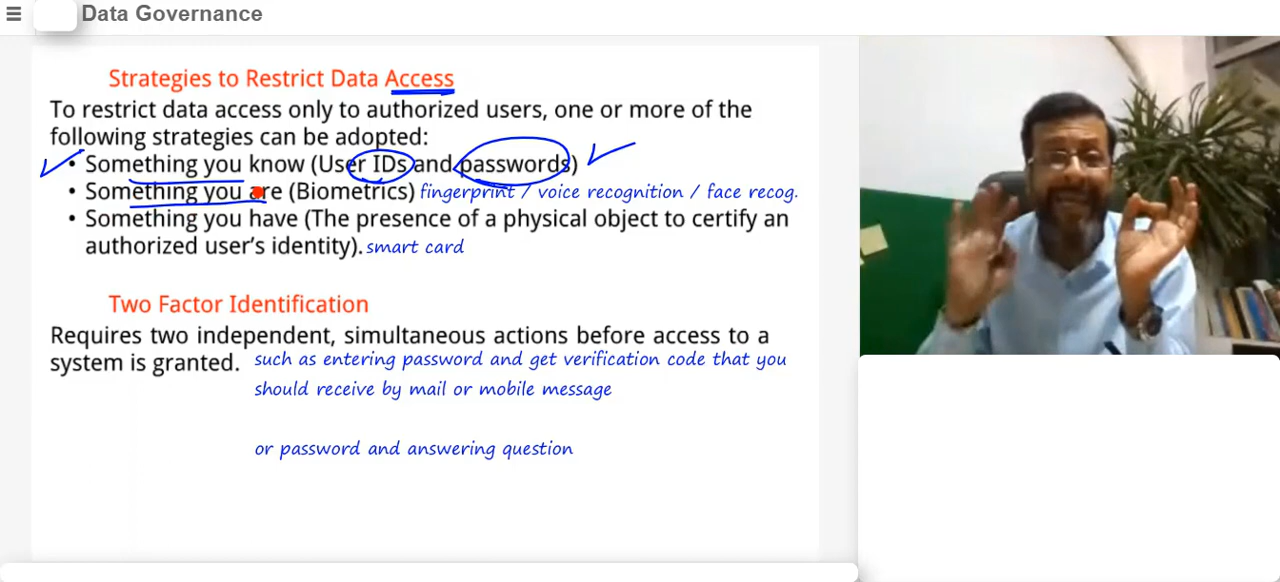 Data Governance
Strategies to Restrict Data Access
To restrict data access only to authorized users, one or more of the
following strategies can be adopted:
• Something you know (User IDs and passwords)
• Something you are (Biometrics) fingerprint / voice recognition / face recog.
• Something you have (The presence of a physical object to certify an
authorized user's identity). smart card
Two Factor Identification
Requires two independent, simultaneous actions before access to a
system is granted. such as entering password and get verification code that you
should receive by mail or mobile message
or password and answering question